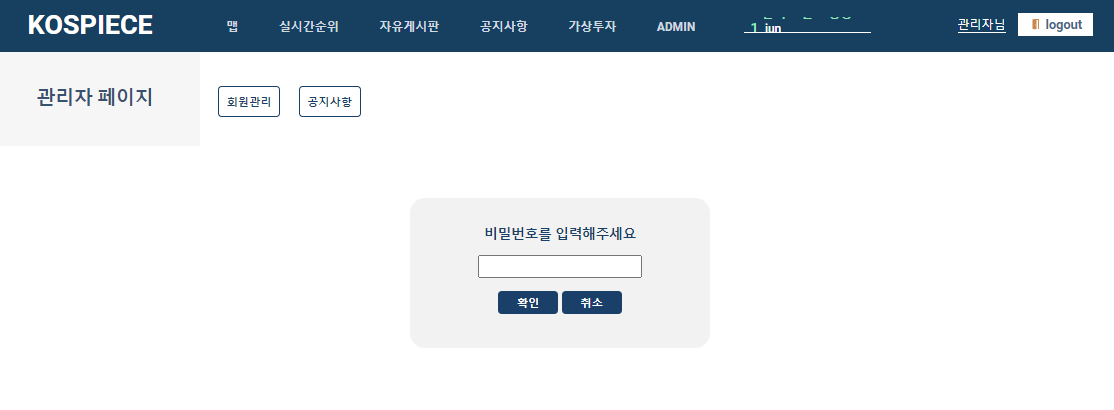 KOSPIECE
맵
실시간순위
자유게시판
공지사항
가상투자
ADMIN
1 jun
관리자님
logout
관리자 페이지
회원관리
공지사항
비밀번호를 입력해주세요
확인
취소